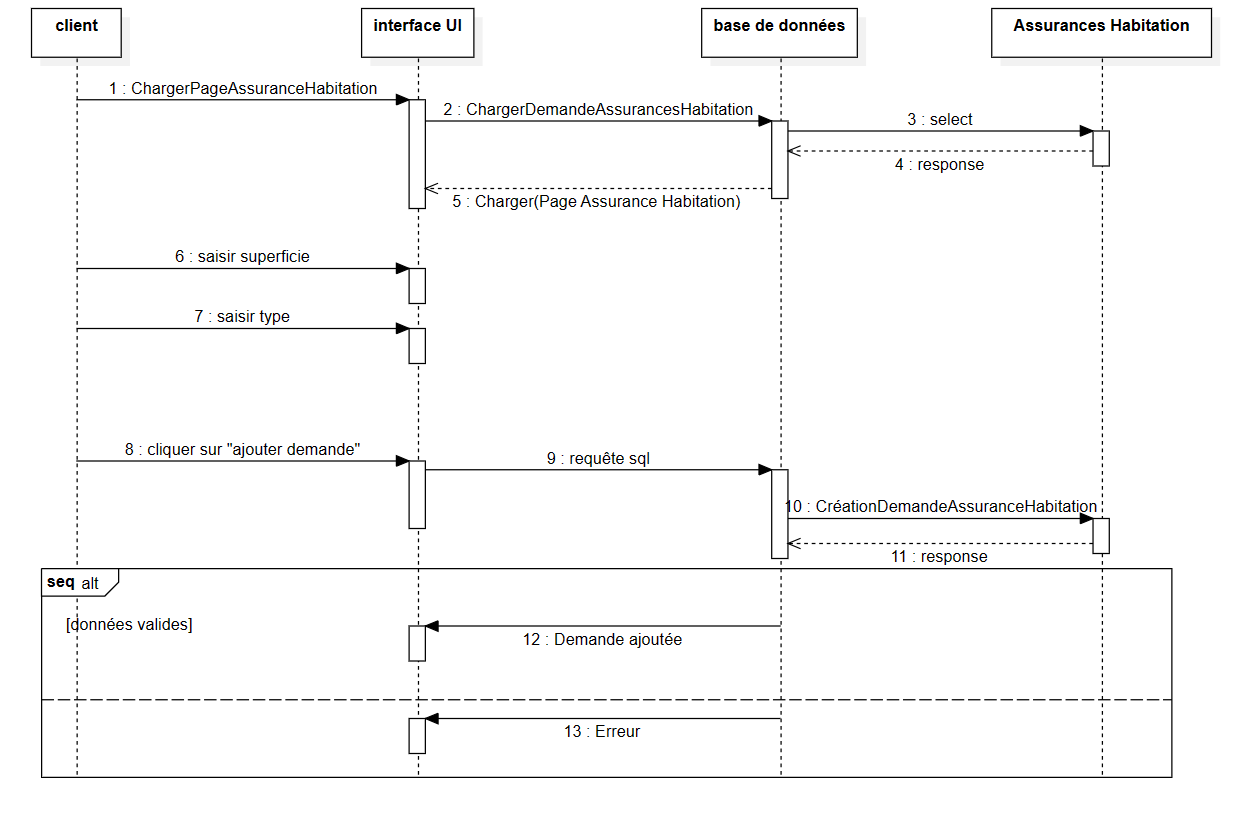 client
interface UI
base de données
Assurances Habitation
1 : ChargerPageAssuranceHabitation
2 : ChargerDemandeAssurancesHabitation
3 : select
4 : response
5 : Charger(Page Assurance Habitation)
6 : saisir superficie
7 : saisir type
8 : cliquer sur "ajouter demande"
9 : requête sql
10 : CréationDemandeAssuranceHabitation
11 : response
seq alt
[données valides]
12 : Demande ajoutée
13 : Erreur